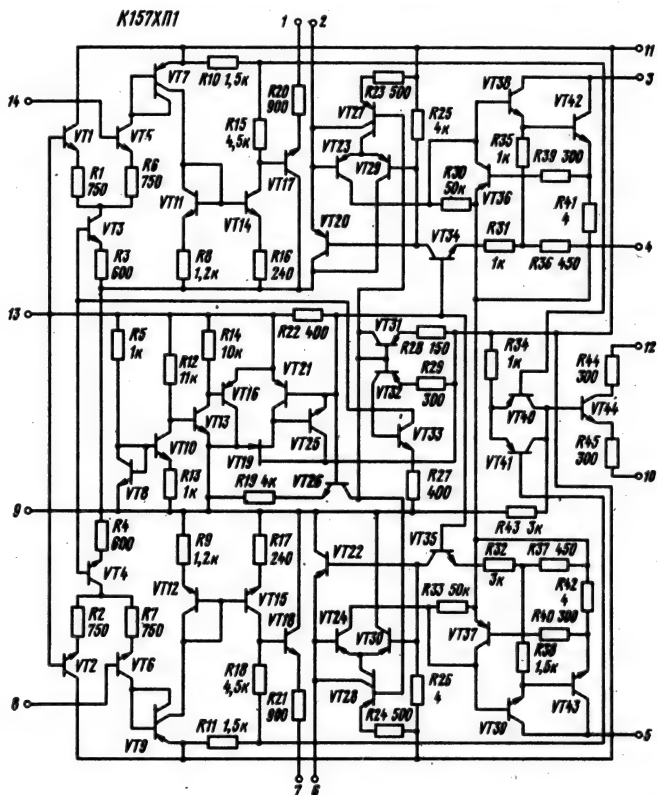 К157ХП1
1 2
11
VT7
R10 1,5к
R20 900
R23 500
VT38
3
VT27
R25 4к
VT42
14
VT1
VT5
R15 4,5к
VT23
R35 1к
R39 300
R1 750
R6 750
VT17
VT29
R30 50к
VT36
VT11
VT14
R41 4
VT3
VT20
VT34
R31 1к
R3 600
R8 1,2к
R16 240
R36 450
4
13
R22 400
R5 1к
R14 10к
VT31
R28 150
R34 1к
R44 300
12
R12 11к
VT21
R29 300
VT16
VT32
VT40
VT13
VT44
VT10
VT33
VT25
VT41
R45 300
VT8
R13 1к
VT19
R27 400
R19 4к
VT26
10
9
R43 3к
R4 600
R9 1,2к
R17 240
VT35
VT22
R32 3к
R37 450
VT4
VT12
VT15
R33 50к
R42 4
R2 750
R7 750
VT18
VT24
VT30
VT37
R40 300
R38 1,5к
VT2
VT6
R18 4,5к
R26 4
8
R21 900
VT28
VT43
VT9
R11 1,5к
R24 500
VT30
5
7 6